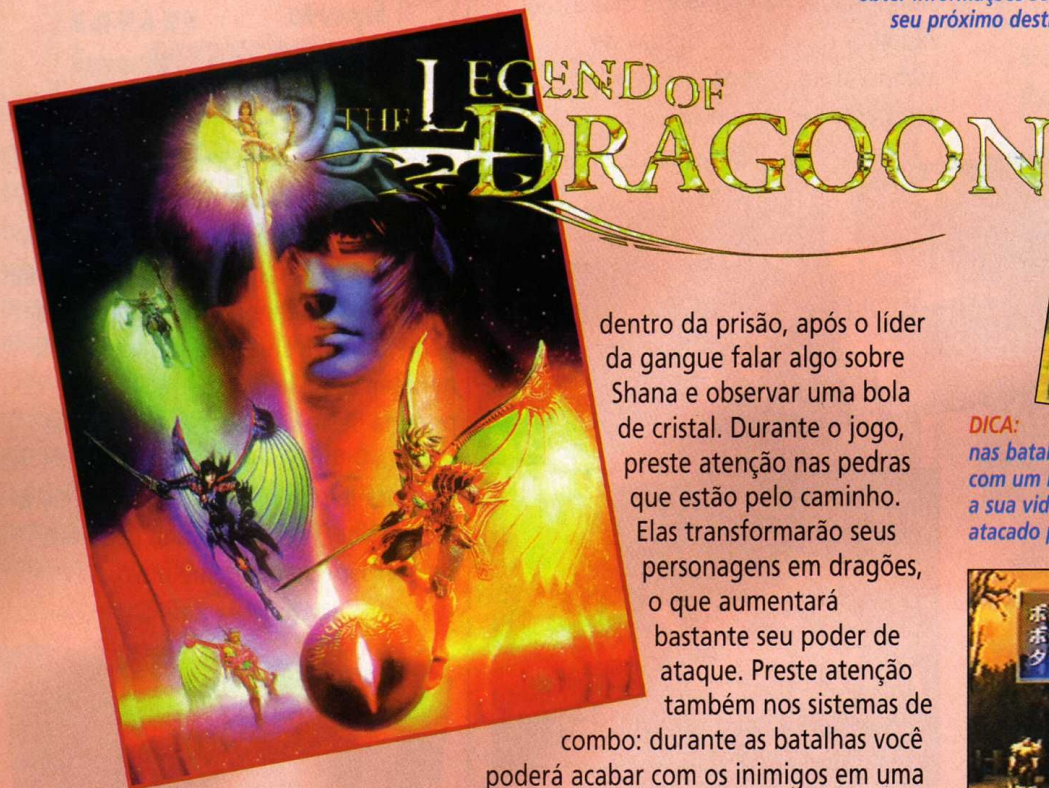 seu próximo dest
THE LEGEND OF
DRAGOON
dentro da prisão, após o líder
da gangue falar algo sobre
Shana e observar uma bola
de cristal. Durante o jogo,
preste atenção nas pedras
que estão pelo caminho.
Elas transformarão seus
personagens em dragões,
o que aumentará
bastante seu poder de
ataque. Preste atenção
também nos sistemas de
combo: durante as batalhas você
poderá acabar com os inimigos em uma
DICA:
nas batal
com um
a sua vid
atacado p
ポポタ